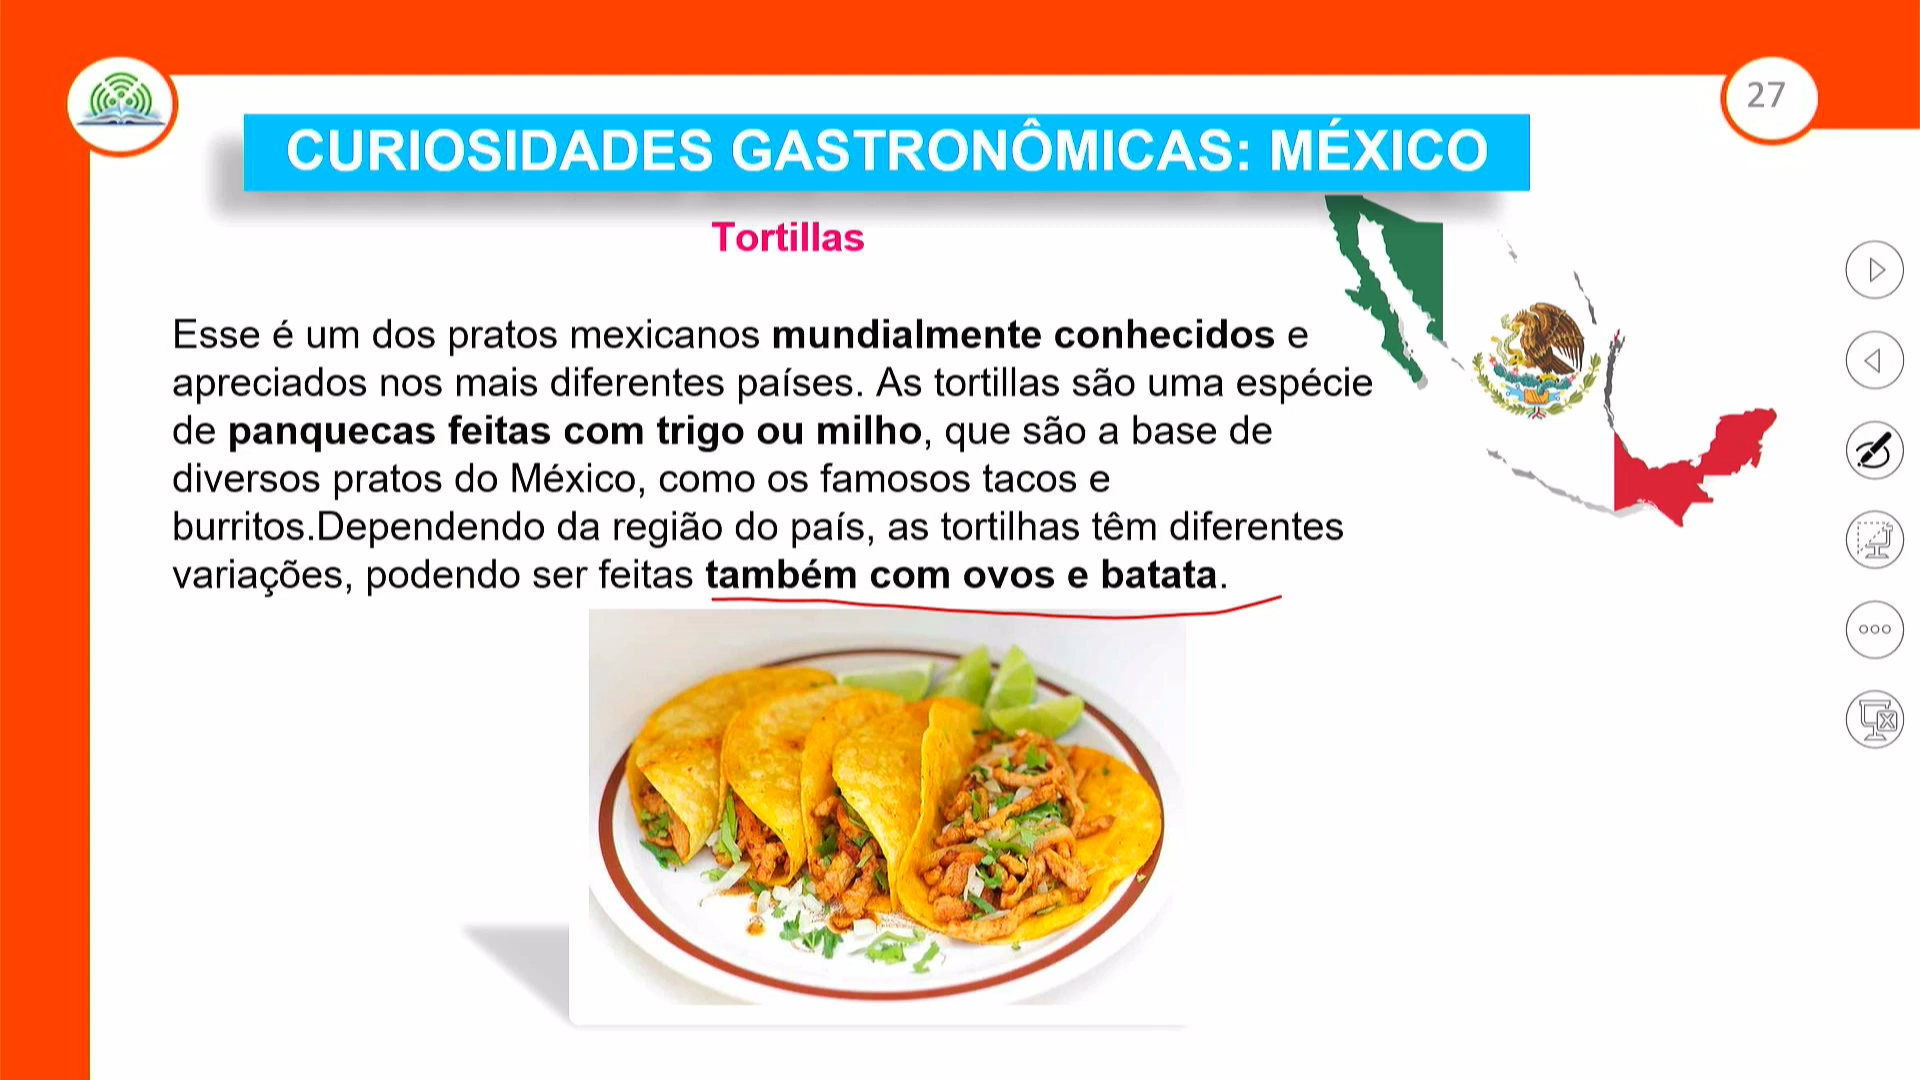 27
CURIOSIDADES GASTRONÔMICAS: MÉXICO
Tortillas
Esse é um dos pratos mexicanos mundialmente conhecidos e
apreciados nos mais diferentes países. As tortillas são uma espécie
de panquecas feitas com trigo ou milho, que são a base de
diversos pratos do México, como os famosos tacos e
burritos.Dependendo da região do país, as tortilhas têm diferentes
variações, podendo ser feitas também com ovos e batata.